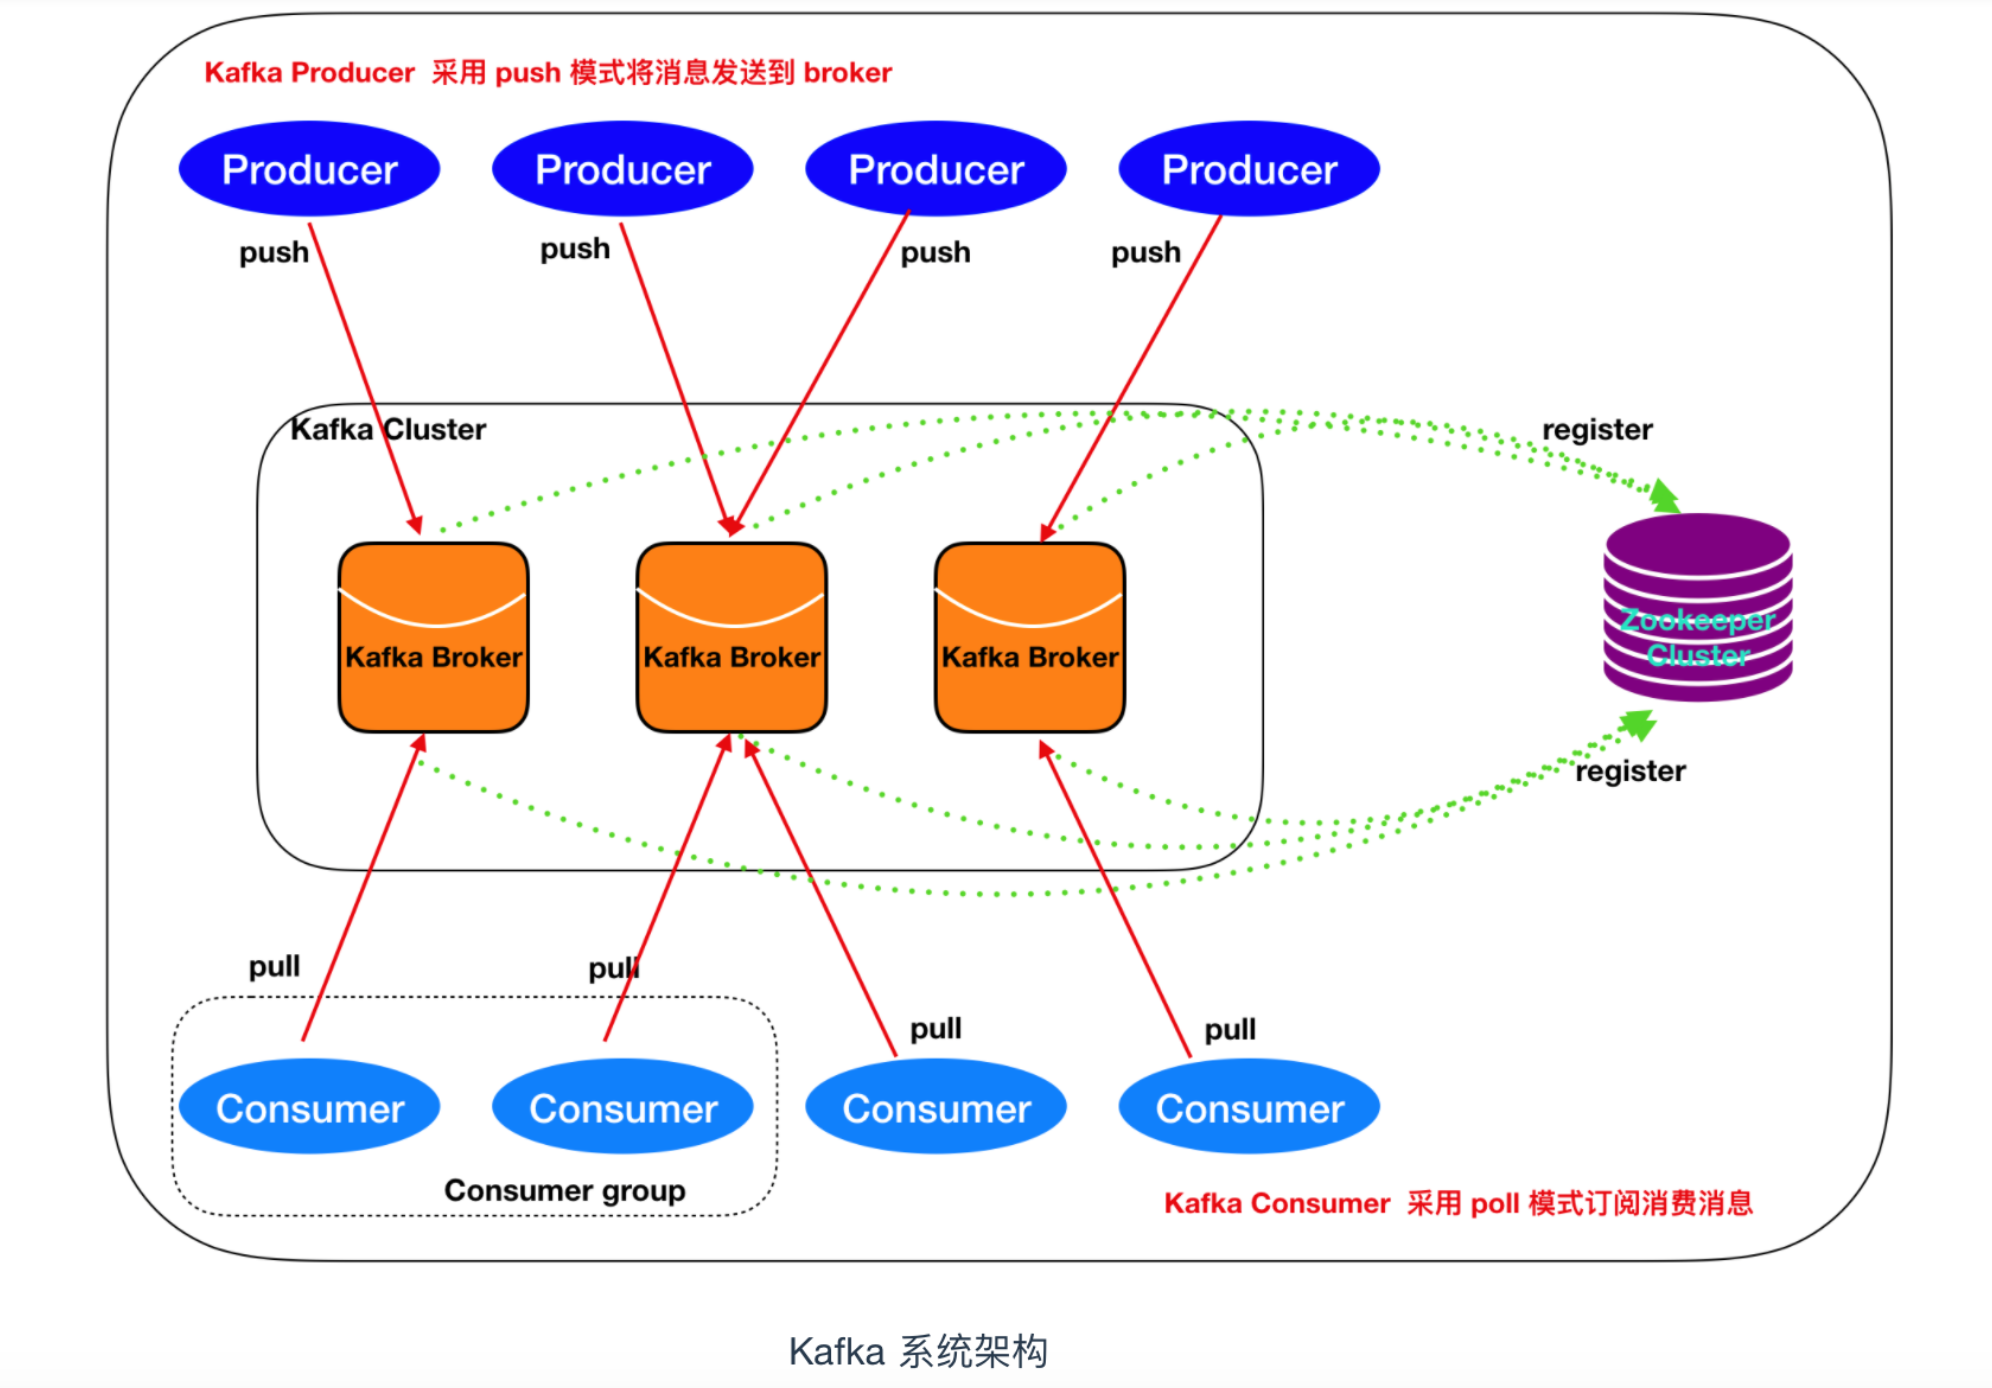 Kafka Producer 采用 push 模式将消息发送到 broker
Producer
Producer
Producer
Producer
push
push
push
push
Kafka Cluster
register
Kafka Broker
Kafka Broker
Kafka Broker
Zookeeper
Cluster
register
pull
pull
pull
pull
Consumer
Consumer
Consumer
Consumer
Consumer group
Kafka Consumer 采用 poll 模式订阅消费消息
Kafka 系统架构